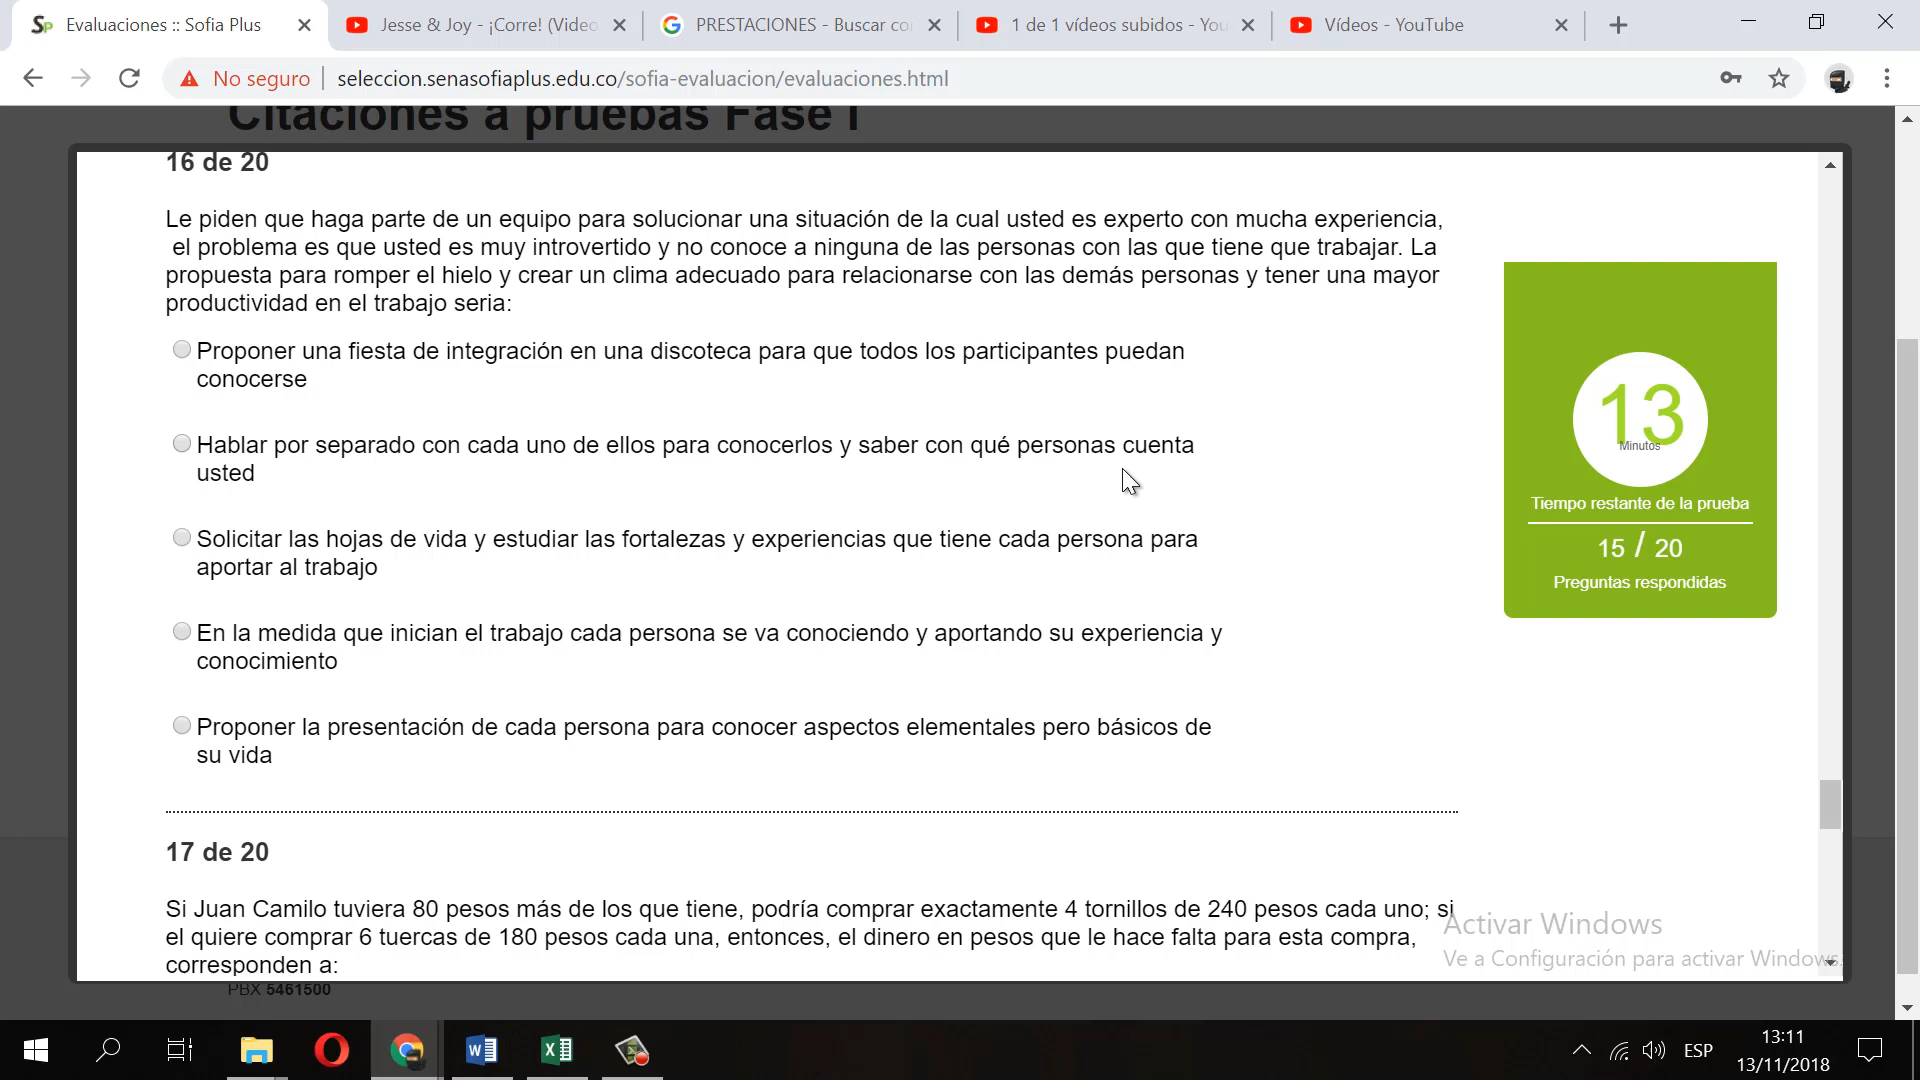 Evaluaciones :: Sofia Plus
Jesse & Joy - ¡Corre! (Video
PRESTACIONES - Buscar co
1 de 1 vídeos subidos - You
Vídeos - YouTube
No seguro
seleccion.senasofiaplus.edu.co/sofia-evaluacion/evaluaciones.html
Citaciones a pruebas Fase I
16 de 20
Le piden que haga parte de un equipo para solucionar una situación de la cual usted es experto con mucha experiencia,
el problema es que usted es muy introvertido y no conoce a ninguna de las personas con las que tiene que trabajar. La
propuesta para romper el hielo y crear un clima adecuado para relacionarse con las demás personas y tener una mayor
productividad en el trabajo seria:
Proponer una fiesta de integración en una discoteca para que todos los participantes puedan
conocerse
Hablar por separado con cada uno de ellos para conocerlos y saber con qué personas cuenta
usted
Solicitar las hojas de vida y estudiar las fortalezas y experiencias que tiene cada persona para
aportar al trabajo
En la medida que inician el trabajo cada persona se va conociendo y aportando su experiencia y
conocimiento
Proponer la presentación de cada persona para conocer aspectos elementales pero básicos de
su vida
13
Minutos
Tiempo restante de la prueba
15 / 20
Preguntas respondidas
17 de 20
Si Juan Camilo tuviera 80 pesos más de los que tiene, podría comprar exactamente 4 tornillos de 240 pesos cada uno; si
el quiere comprar 6 tuercas de 180 pesos cada una, entonces, el dinero en pesos que le hace falta para esta compra,
corresponden a:
Activar Windows
Ve a Configuración para activar Windows.
PBX 5461500
ESP
13:11
13/11/2018